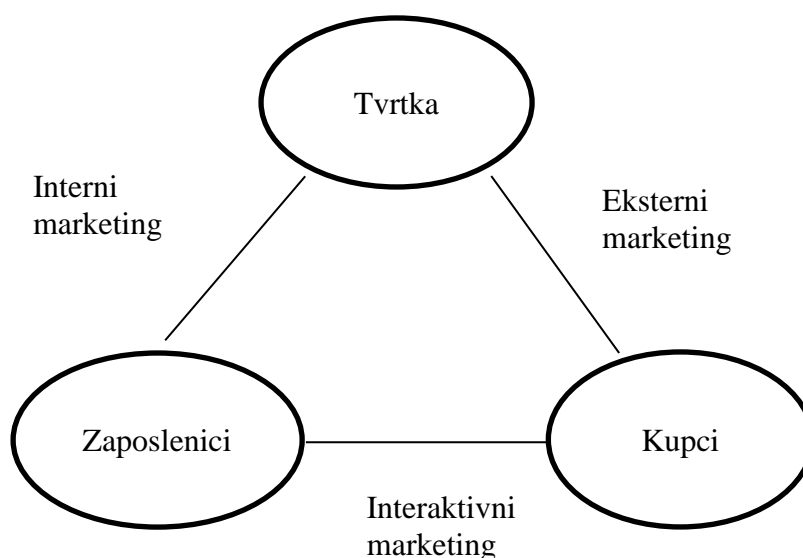 Tvrtka
Interni
marketing
Eksterni
marketing
Zaposlenici
Kupci
Interaktivni
marketing